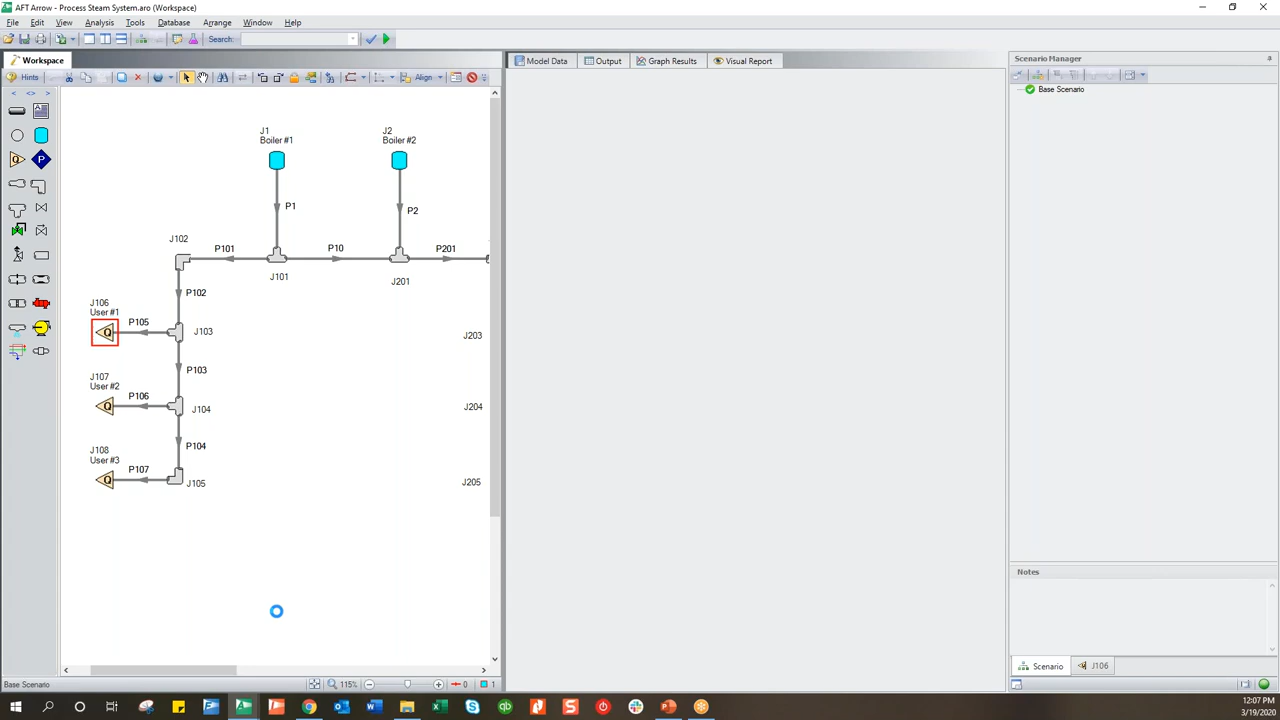 AFT Arrow - Process Steam System.aro (Workspace)
File Edit View Analysis Tools Database Arrange Window Help
Search:
Workspace
Model Data Output Graph Results Visual Report
Scenario Manager
Hints
Align
Base Scenario
J1
Boiler #1
J2
Boiler #2
P1
P2
J102
P101
P10
P201
J101
J201
P102
J106
User #1
P105
J103
J203
P103
J107
User #2
P106
J104
J204
P104
J108
User #3
P107
J105
J205
Notes
Scenario J106
Base Scenario
115%
0
1
12:07 PM
3/19/2020